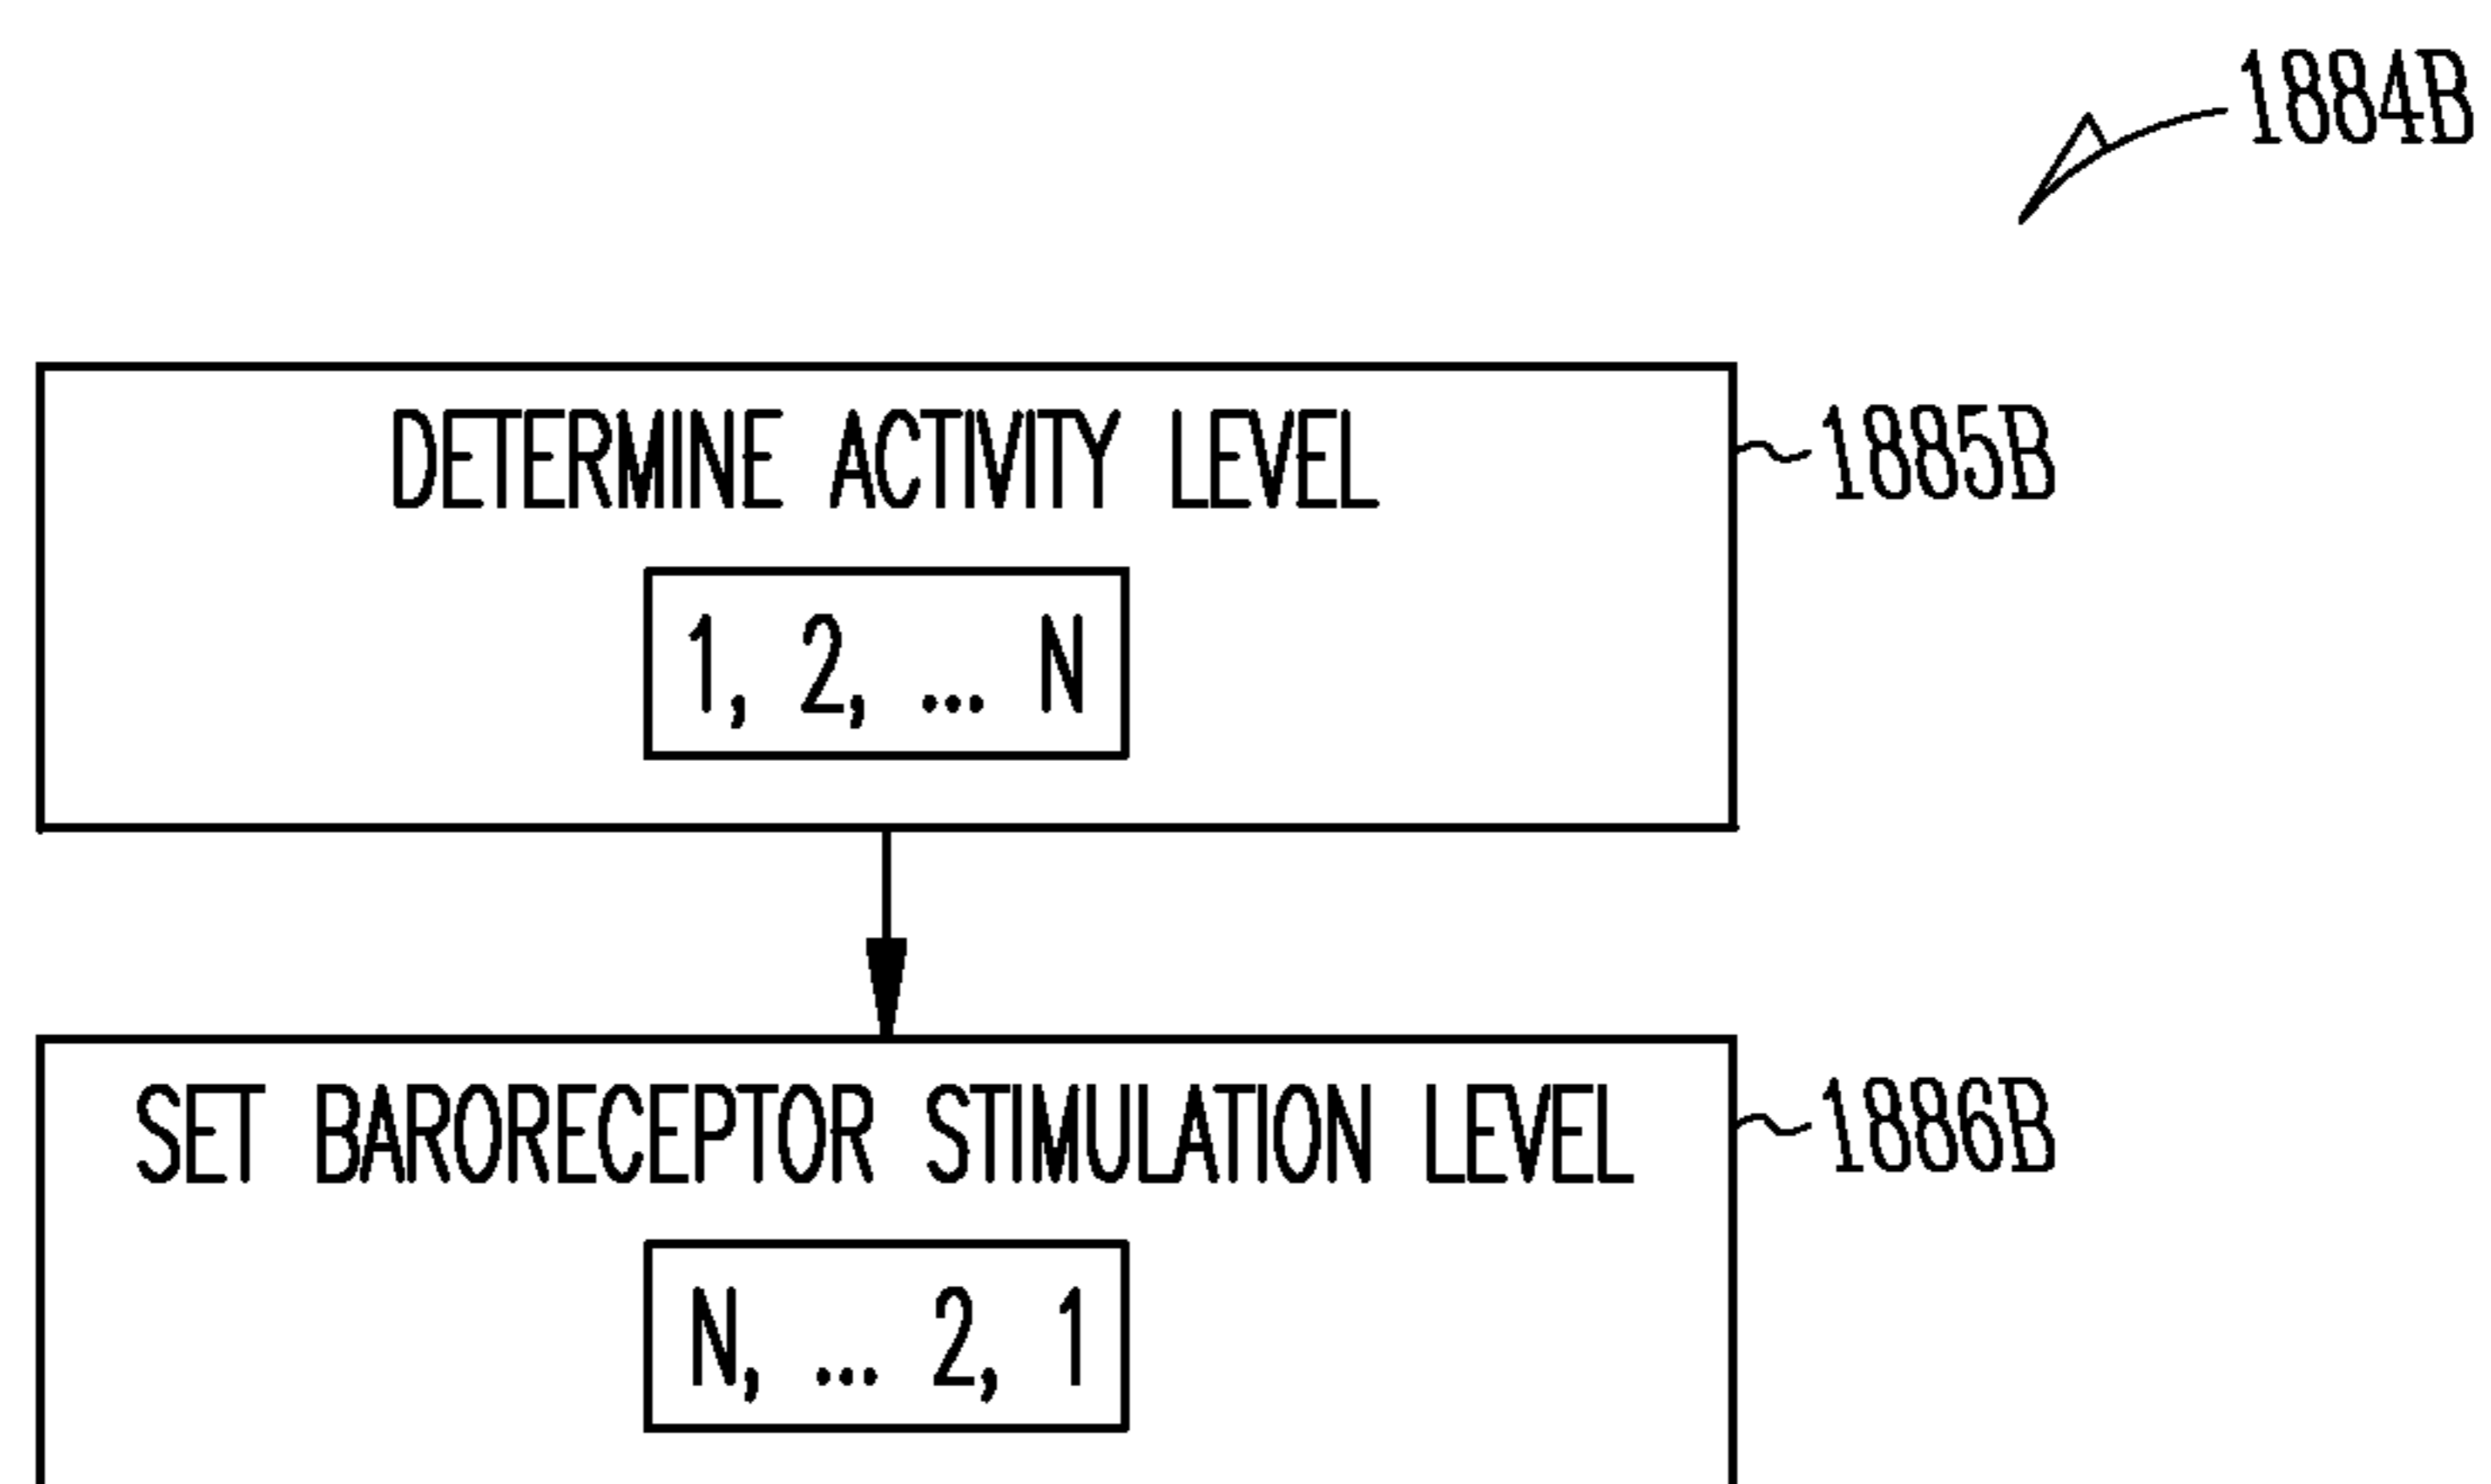 1884B
DETERMINE ACTIVITY LEVEL
1885B
1, 2, ... N
SET BARORECEPTOR STIMULATION LEVEL
1886B
N, ... 2, 1